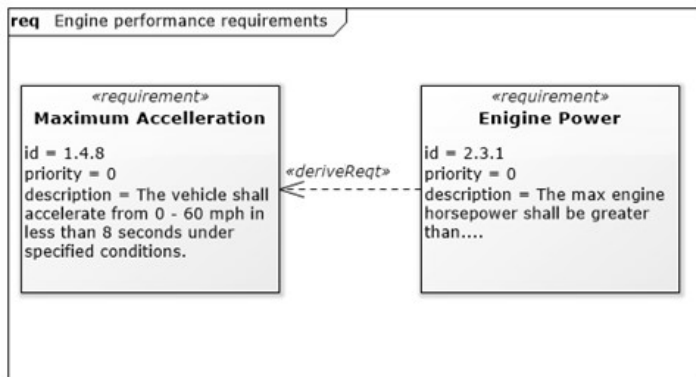 req Engine performance requirements
«requirement»
Maximum Accelleration
id = 1.4.8
priority = 0
description = The vehicle shall
accelerate from 0 - 60 mph in
less than 8 seconds under
specified conditions.
«deriveReqt»
«requirement»
Enigine Power
id = 2.3.1
priority = 0
description = The max engine
horsepower shall be greater
than....